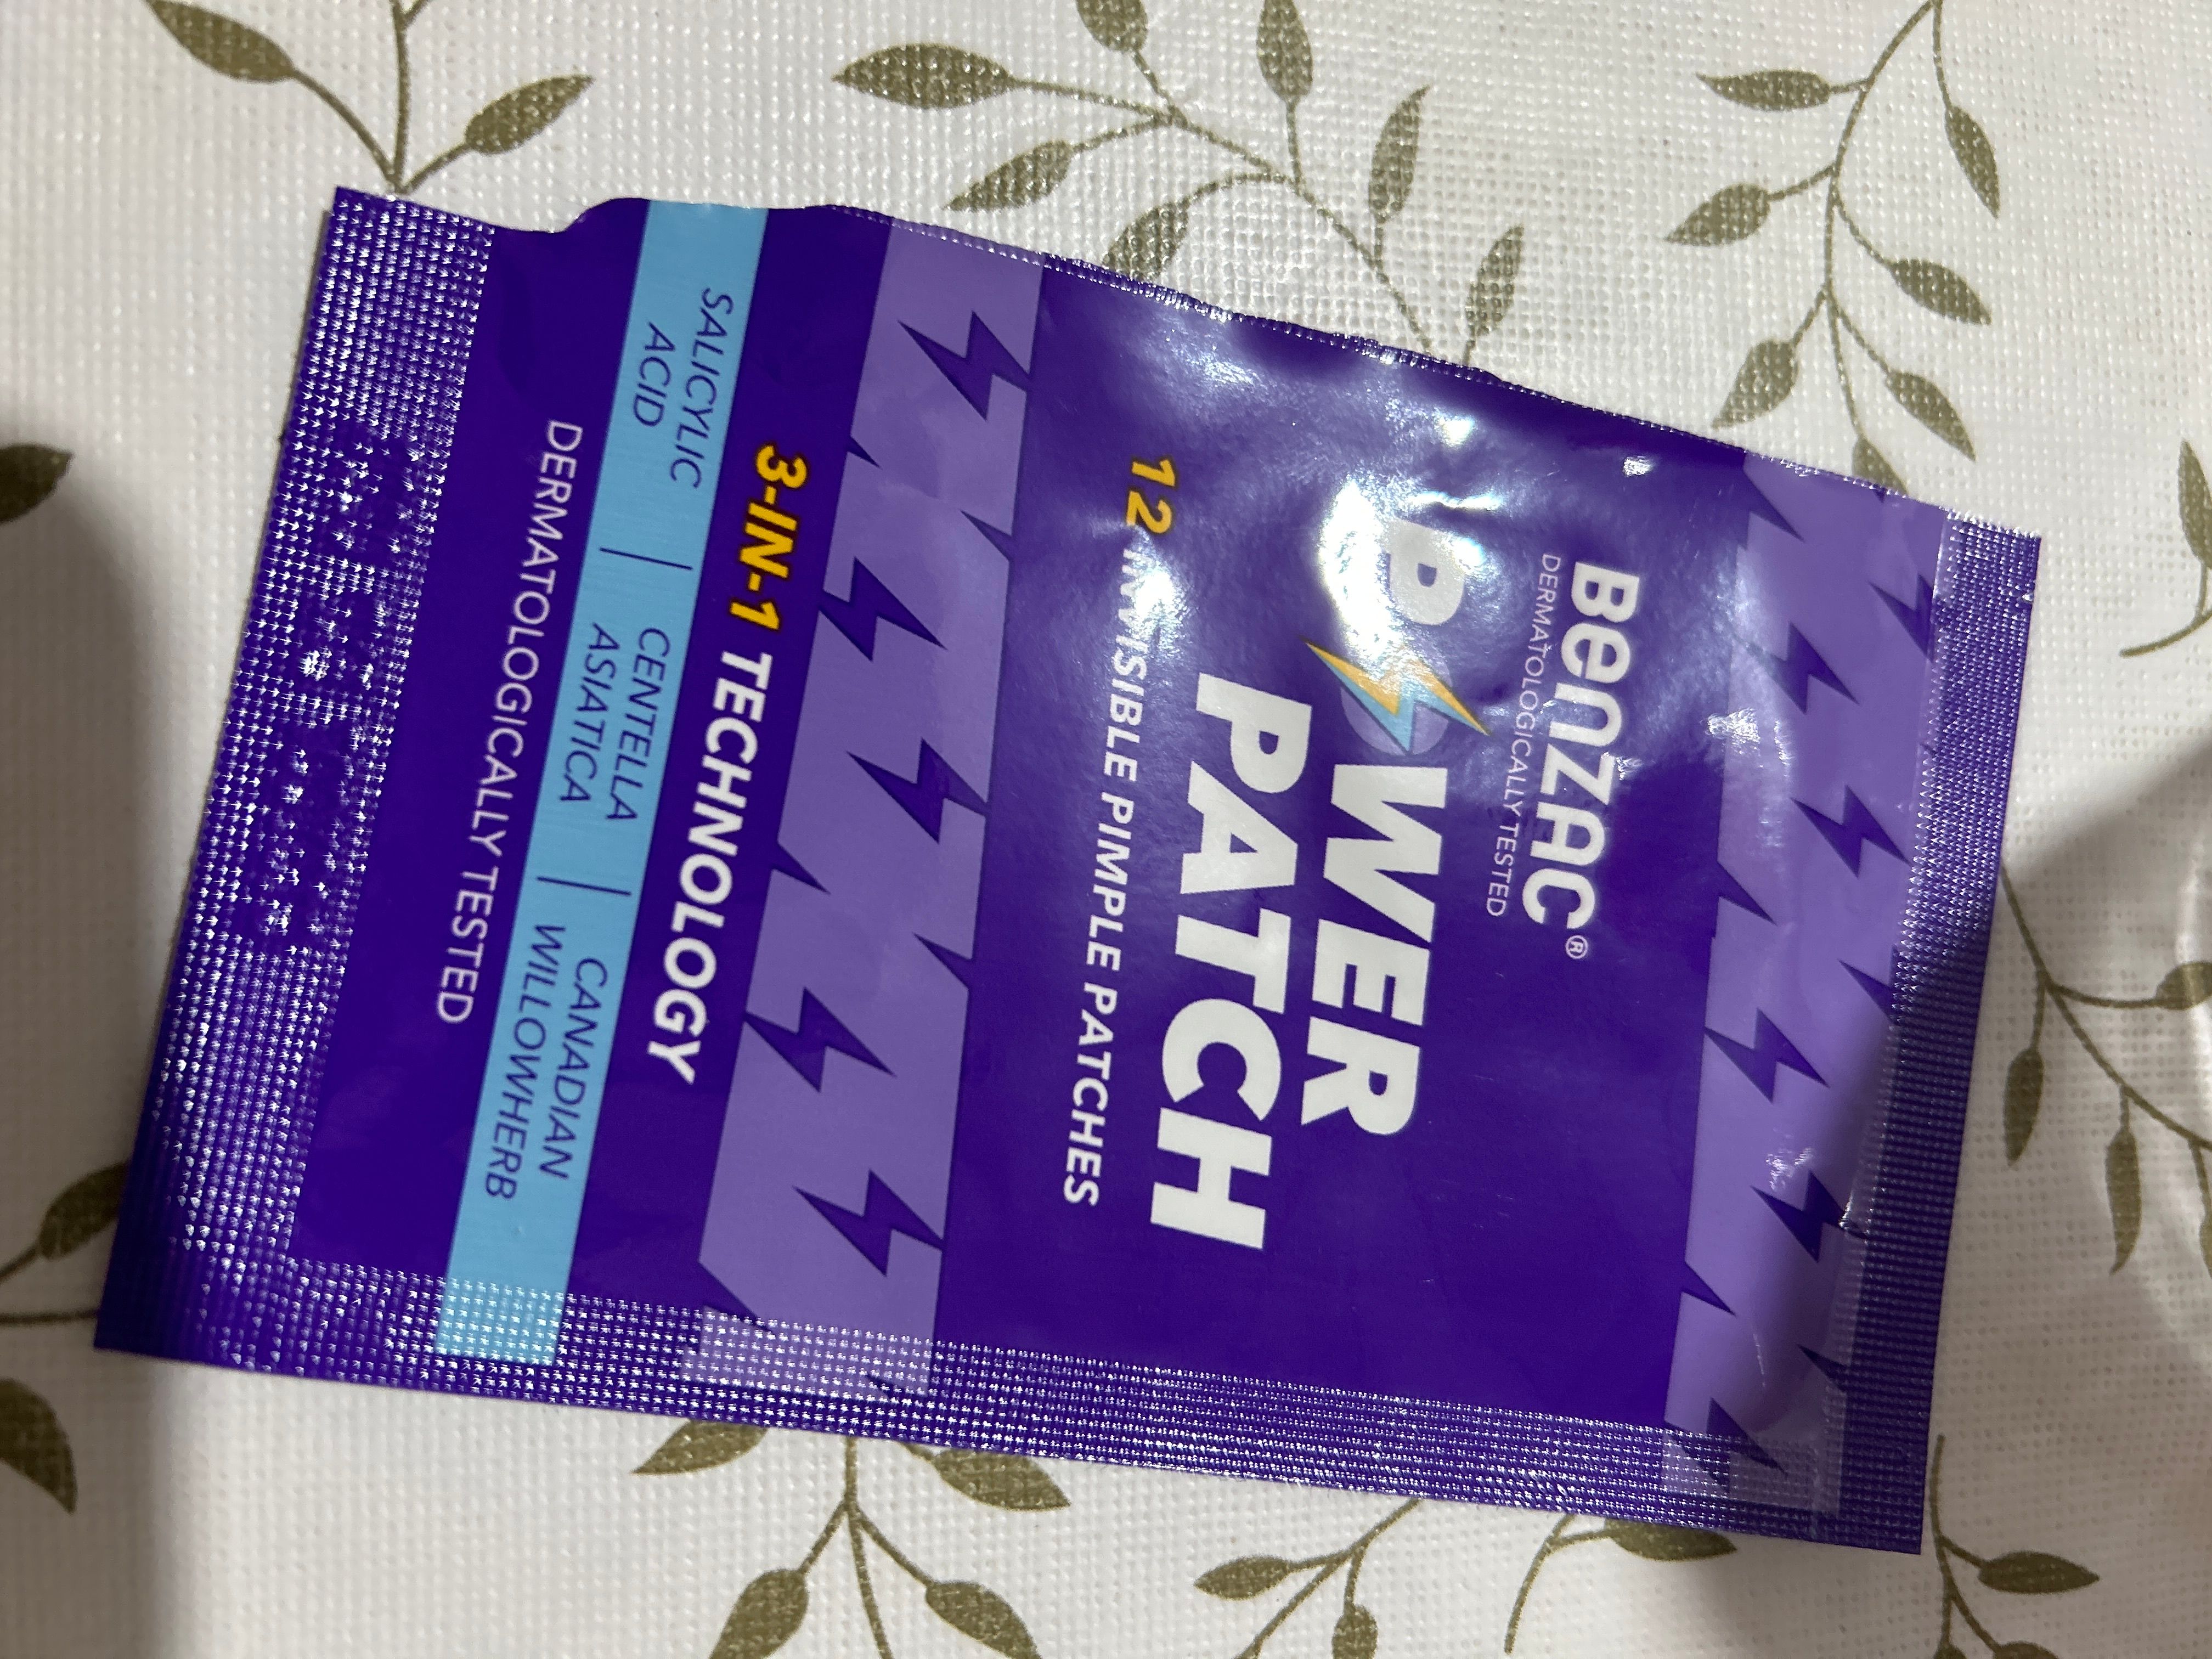 Benzac®
DERMATOLOGICALLY TESTED
POWER
PATCH
12 INVISIBLE PIMPLE PATCHES
3-IN-1 TECHNOLOGY
SALICYLIC
ACID
CENTELLA
ASIATICA
CANADIAN
WILLOWHERB
DERMATOLOGICALLY TESTED